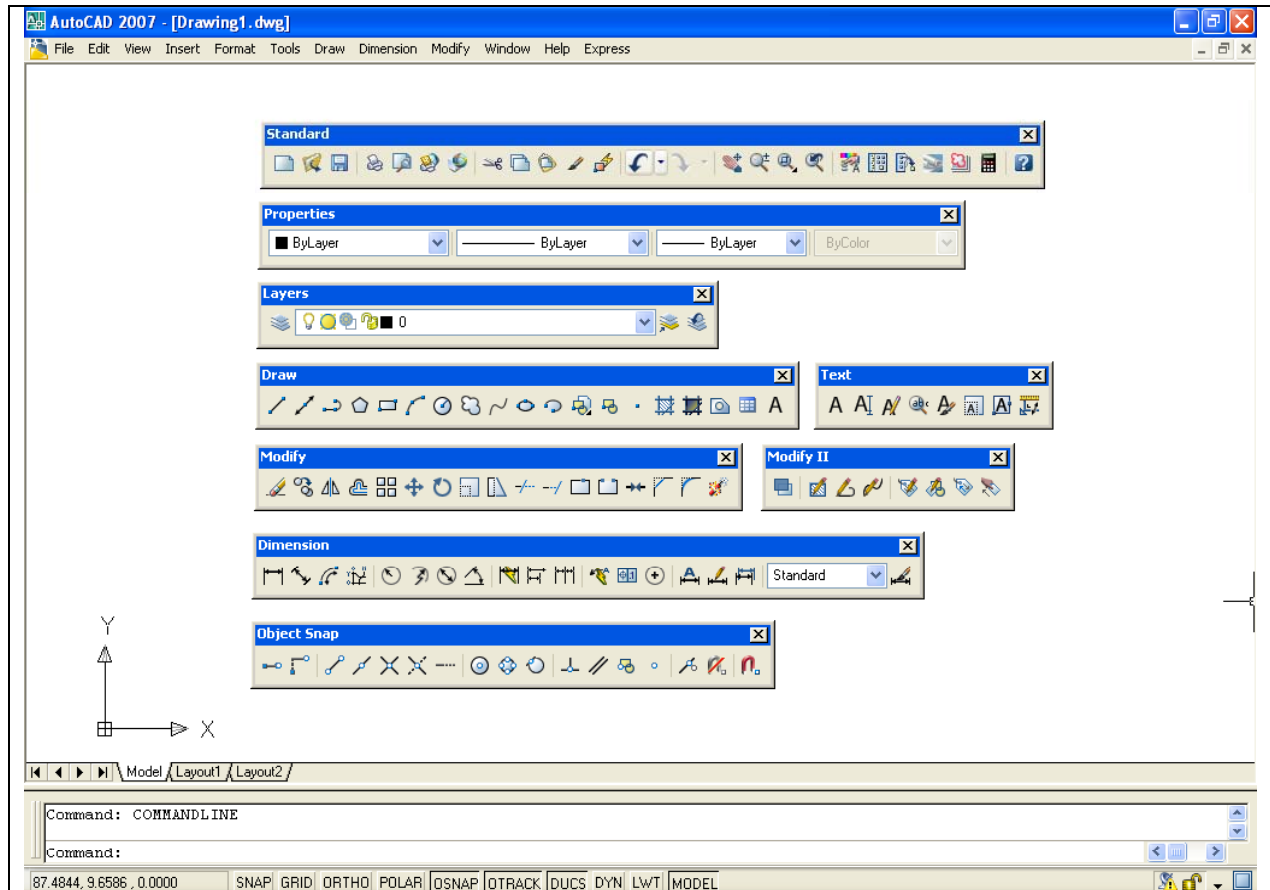 AutoCAD 2007 - [Drawing1.dwg]
File Edit View Insert Format Tools Draw Dimension Modify Window Help Express
Standard
Properties
ByLayer ByLayer ByLayer ByColor
Layers
0
Draw Text
Modify Modify II
Dimension
Standard
Y
Object Snap
X
Model Layout1 Layout2
Command: COMMANDLINE
Command:
87.4844, 9.6586 , 0.0000 SNAP GRID ORTHO POLAR OSNAP OTRACK DUCS DYN LWT MODEL